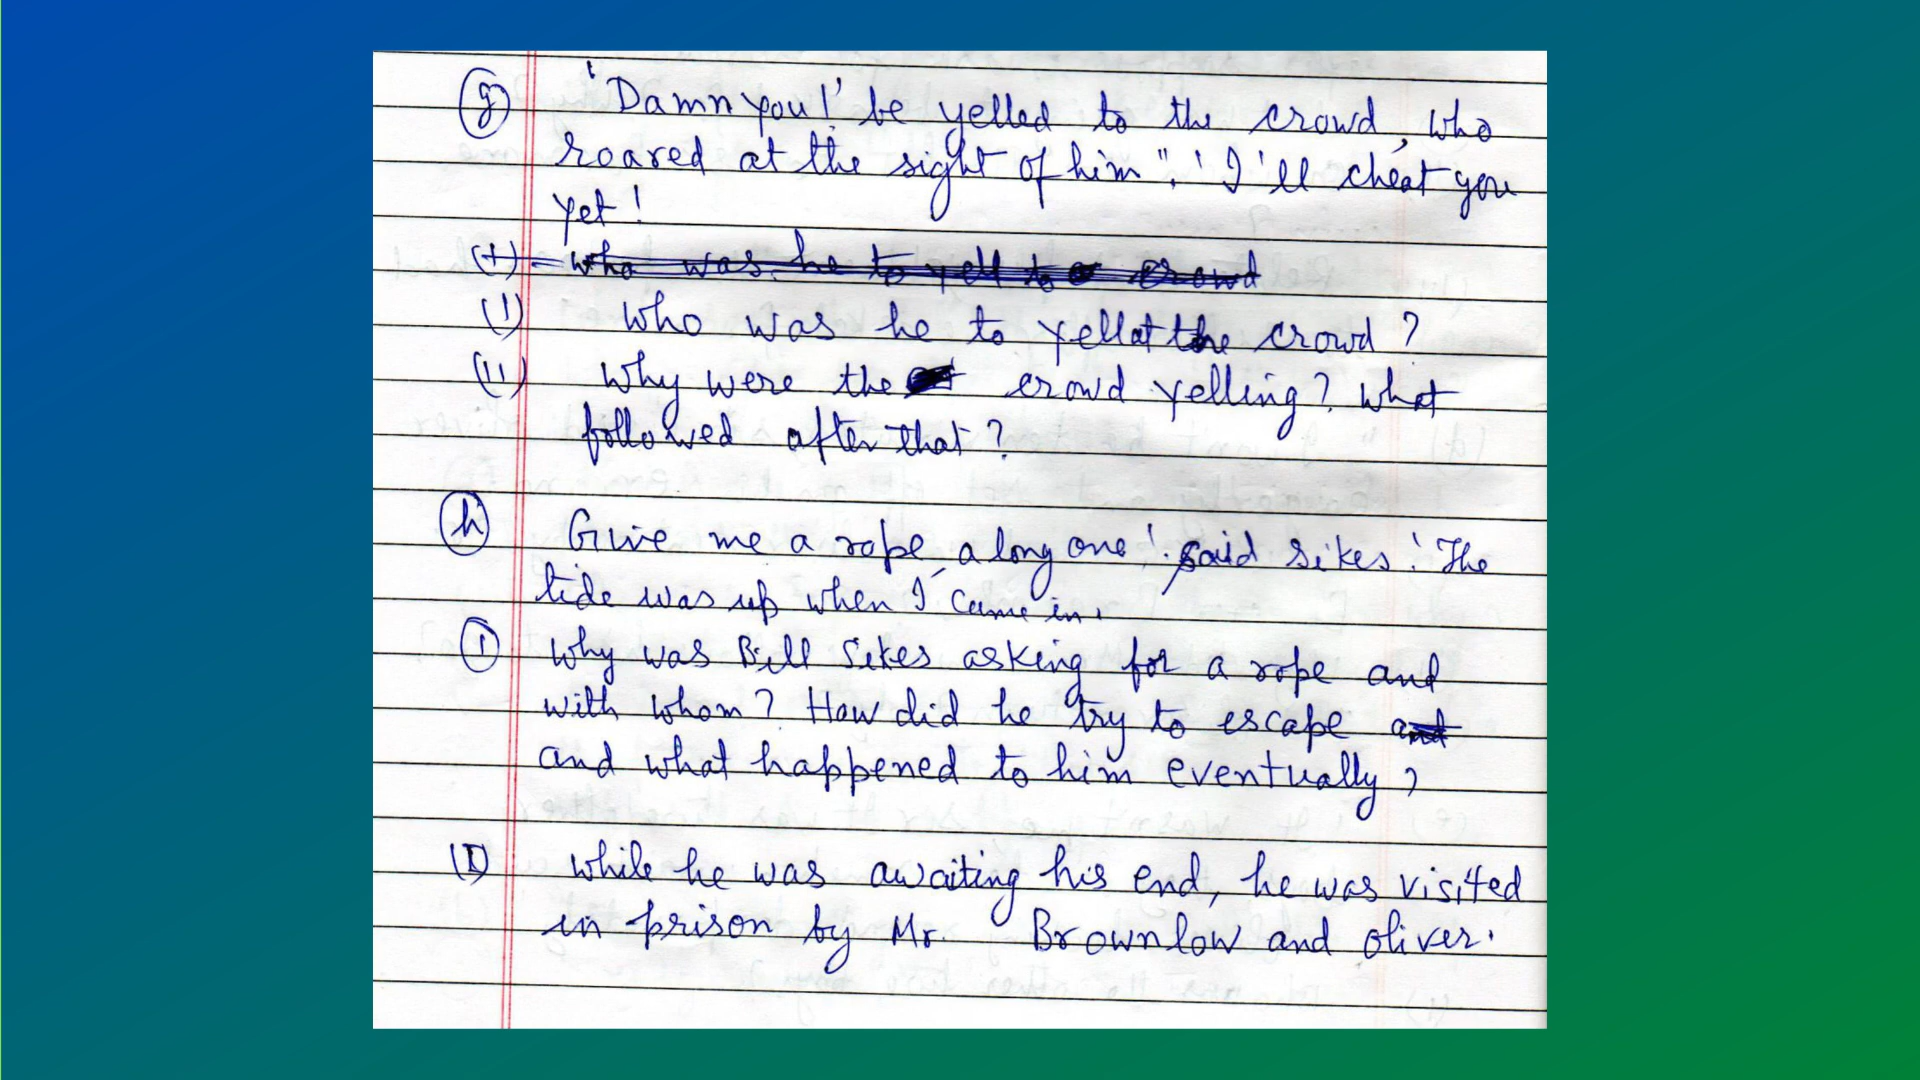 (g) 'Damn you!' be yelled to the crowd, who
roared at the sight of him". 'I'll cheat you
yet!
(i) who was he to yell to crowd
(i) Who was he to yell at the crowd?
(ii) Why were the crowd yelling? What
followed after that?
(h) Give me a rope, a long one'. said sikes. 'The
tide was up when I came in.
(i) Why was Bill Sikes asking for a rope and
with whom? How did he try to escape and
and what happened to him eventually?
(I) While he was awaiting his end, he was visited
in prison by Mr. Brownlow and oliver.